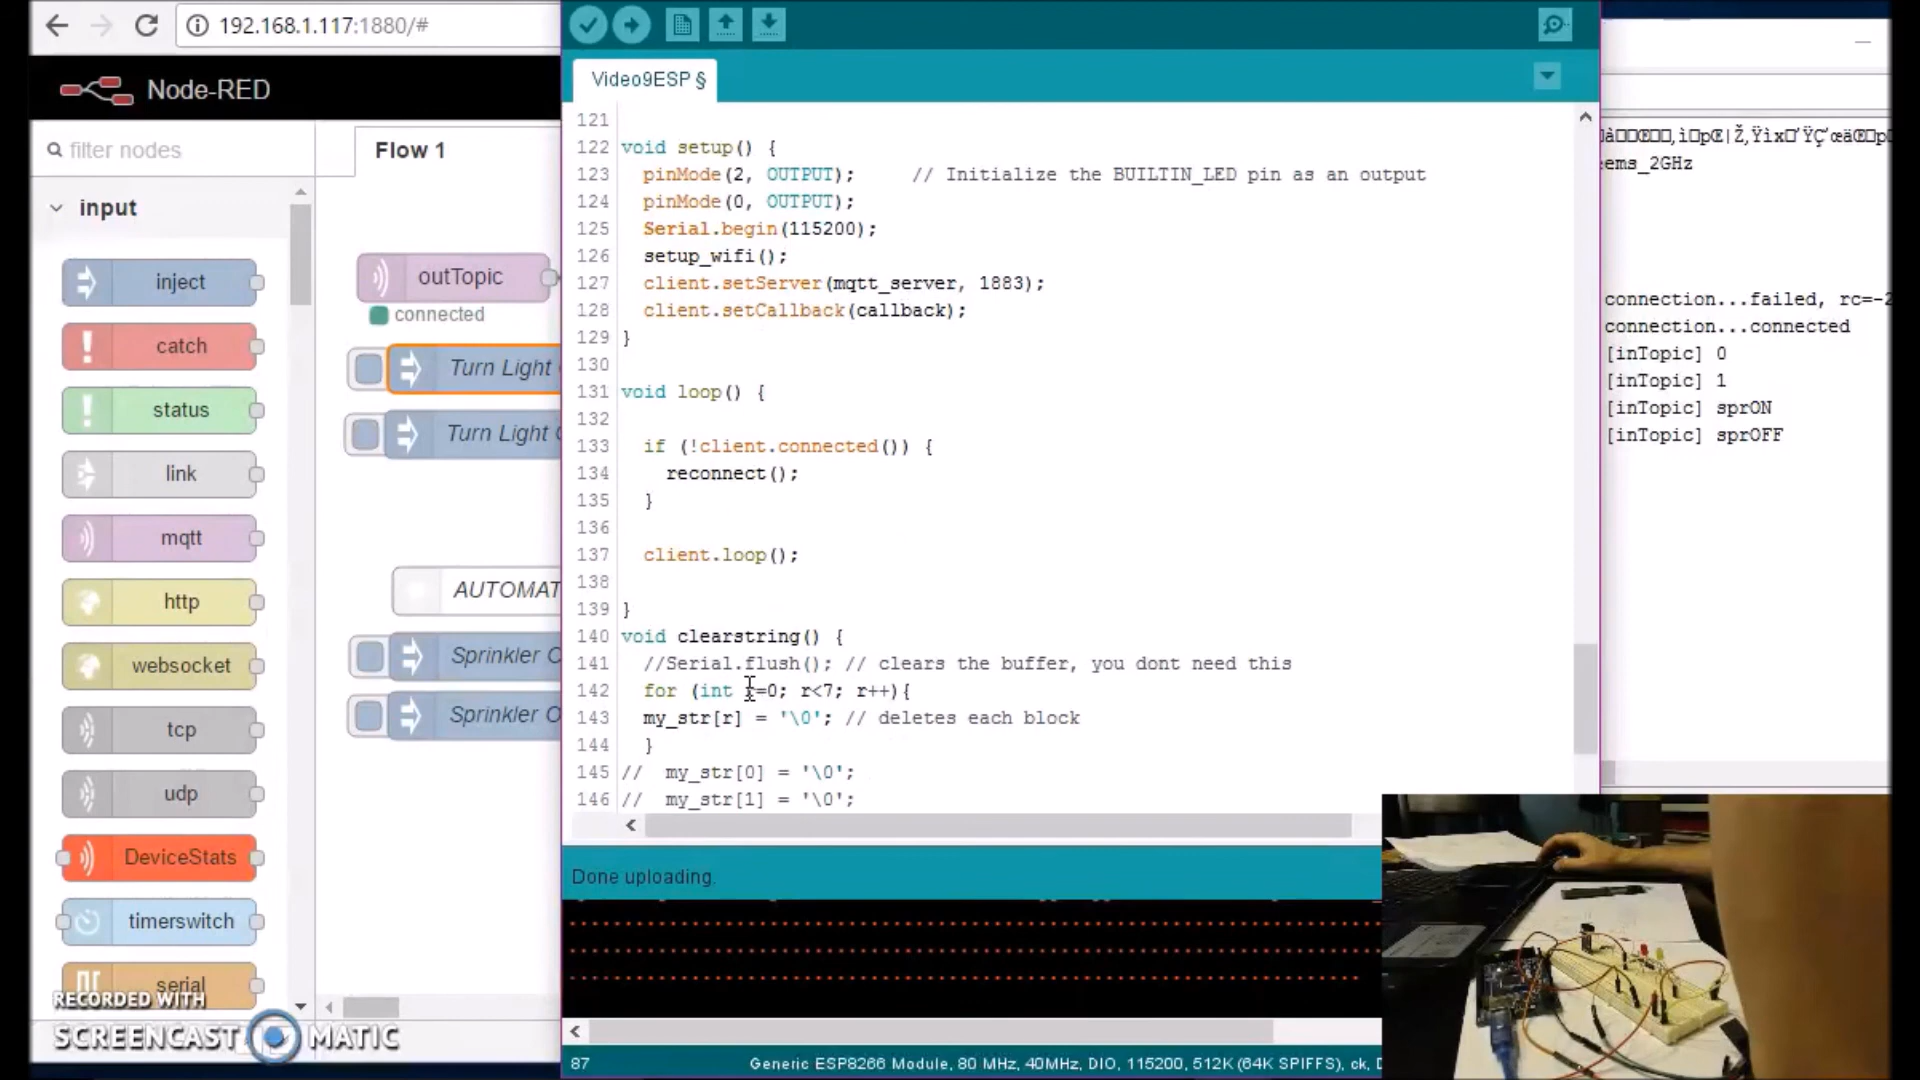 192.168.1.117:1880/#
Node-RED
filter nodes
Flow 1
input
inject
catch
status
link
mqtt
http
websocket
tcp
udp
DeviceStats
timerswitch
serial
outTopic
connected
Turn Light
Turn Light
AUTOMAT
Sprinkler O
Sprinkler O
RECORDED WITH
SCREENCAST MATIC
Video9ESP §
121
122 void setup() {
123 pinMode(2, OUTPUT); // Initialize the BUILTIN_LED pin as an output
124 pinMode(0, OUTPUT);
125 Serial.begin(115200);
126 setup_wifi();
127 client.setServer(mqtt_server, 1883);
128 client.setCallback(callback);
129 }
130
131 void loop() {
132
133 if (!client.connected()) {
134 reconnect();
135 }
136
137 client.loop();
138
139 }
140 void clearstring() {
141 //Serial.flush(); // clears the buffer, you dont need this
142 for (int r=0; r<7; r++){
143 my_str[r] = '\0'; // deletes each block
144 }
145 // my_str[0] = '\0';
146 // my_str[1] = '\0';
Done uploading.
87
Generic ESP8266 Module, 80 MHz, 40MHz, DIO, 115200, 512K (64K SPIFFS), ck,
eems_2GHz
connection...failed, rc=-2
connection...connected
[inTopic] 0
[inTopic] 1
[inTopic] sprON
[inTopic] sprOFF